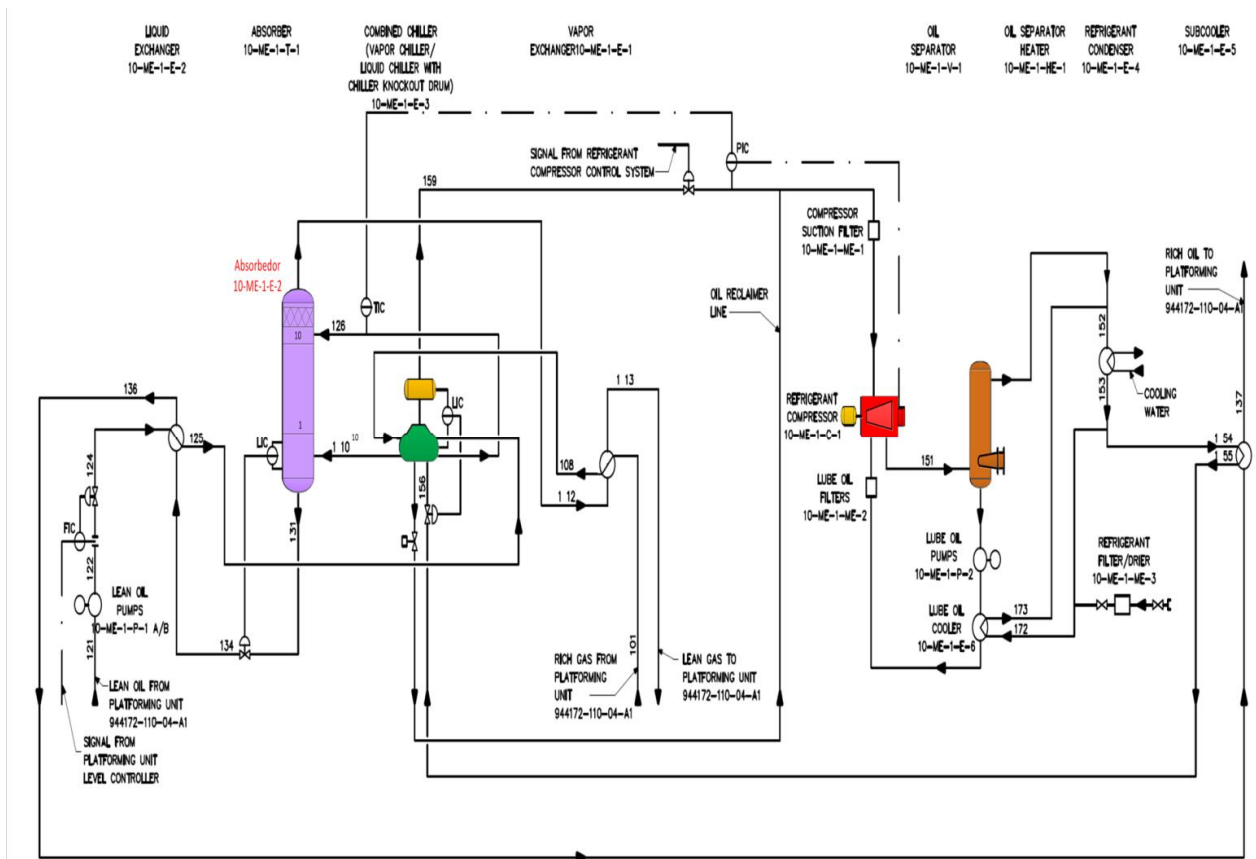 LIQUID
EXCHANGER
10-ME-1-E-2
ABSORBER
10-ME-1-T-1
COMBINED CHILLER
(VAPOR CHILLER/
LIQUID CHILLER WITH
CHILLER KNOCKOUT DRUM)
10-ME-1-E-3
VAPOR
EXCHANGER10-ME-1-E-1
OIL
SEPARATOR
10-ME-1-V-1
OIL SEPARATOR
HEATER
10-ME-1-HE-1
REFRIGERANT
CONDENSER
10-ME-1-E-4
SUBCOOLER
10-ME-1-E-5
SIGNAL FROM REFRIGERANT
COMPRESSOR CONTROL SYSTEM
PIC
159
COMPRESSOR
SUCTION FILTER
10-ME-1-ME-1
RICH OIL TO
PLATFORMING
UNIT
944172-110-04-A1
Absorbedor
10-ME-1-E-2
TIC
OIL RECLAIMER
LINE
126
10
152
136
1 13
153
COOLING
WATER
137
LIC
REFRIGERANT
COMPRESSOR
10-ME-1-C-1
125
1
LIC
1 10
10
108
156
1 12
151
1 54
1 55
124
131
LUBE OIL
FILTERS
10-ME-1-ME-2
FIC
122
LUBE OIL
PUMPS
10-ME-1-P-2
REFRIGERANT
FILTER/DRIER
10-ME-1-ME-3
LEAN OIL
PUMPS
10-ME-1-P-1 A/B
LUBE OIL
COOLER
10-ME-1-E-6
173
172
134
121
101
LEAN OIL FROM
PLATFORMING UNIT
944172-110-04-A1
RICH GAS FROM
PLATFORMING
UNIT
944172-110-04-A1
LEAN GAS TO
PLATFORMING UNIT
944172-110-04-A1
SIGNAL FROM
PLATFORMING UNIT
LEVEL CONTROLLER